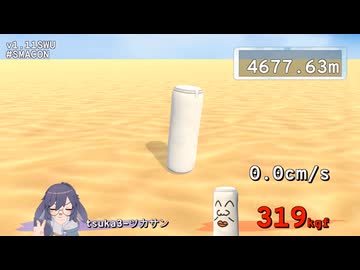 v1.11SWU
#SMACON
4677.63m
0.0cm/s
tsuka3-ツカサン
319kgf